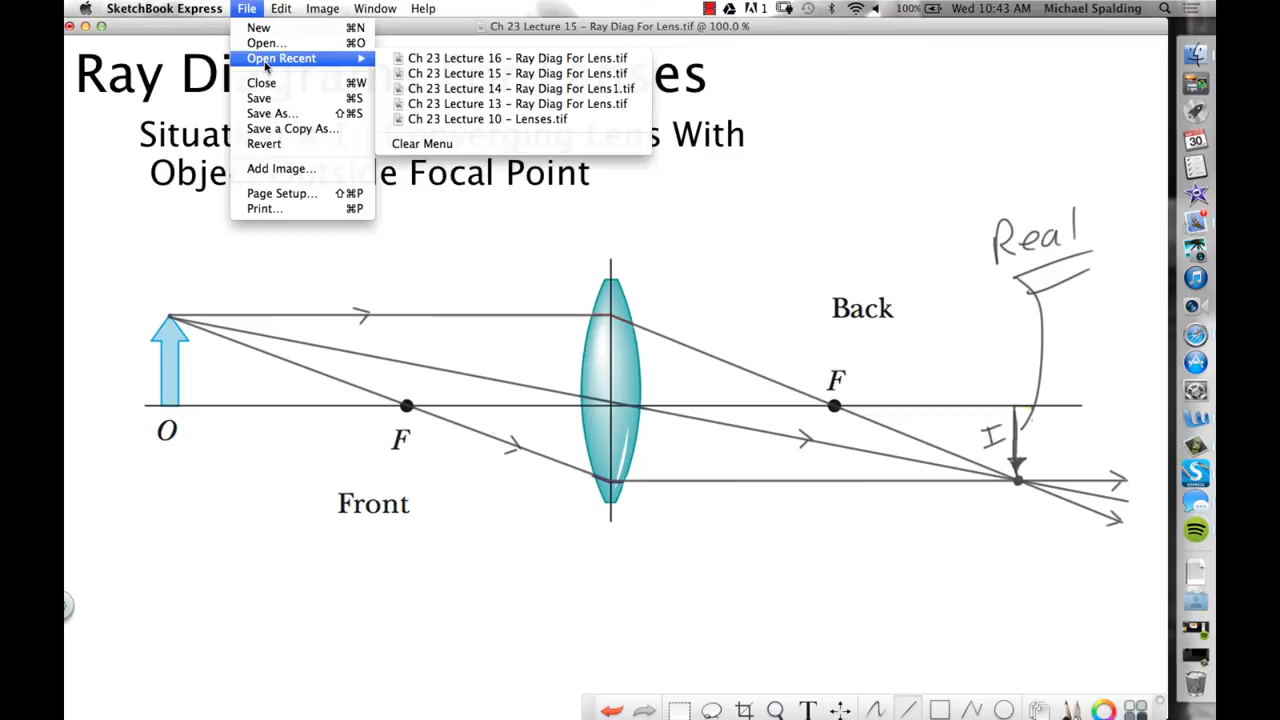 SketchBook Express File Edit Image Window Help 1 100% Wed 10:43 AM Michael Spalding
Ch 23 Lecture 15 - Ray Diag For Lens.tif @ 100.0 %
New ⌘N
Open... ⌘O
Open Recent
Close ⌘W
Save ⌘S
Save As... ⇧⌘S
Save a Copy As...
Revert
Add Image...
Page Setup... ⇧⌘P
Print... ⌘P
Ch 23 Lecture 16 - Ray Diag For Lens.tif
Ch 23 Lecture 15 - Ray Diag For Lens.tif
Ch 23 Lecture 14 - Ray Diag For Lens1.tif
Ch 23 Lecture 13 - Ray Diag For Lens.tif
Ch 23 Lecture 10 - Lenses.tif
Clear Menu
Ray Di es
Situa Converging Lens With
Obje Outside Focal Point
Real
Back
F
O
F
I
Front
30
EXPRESS
T